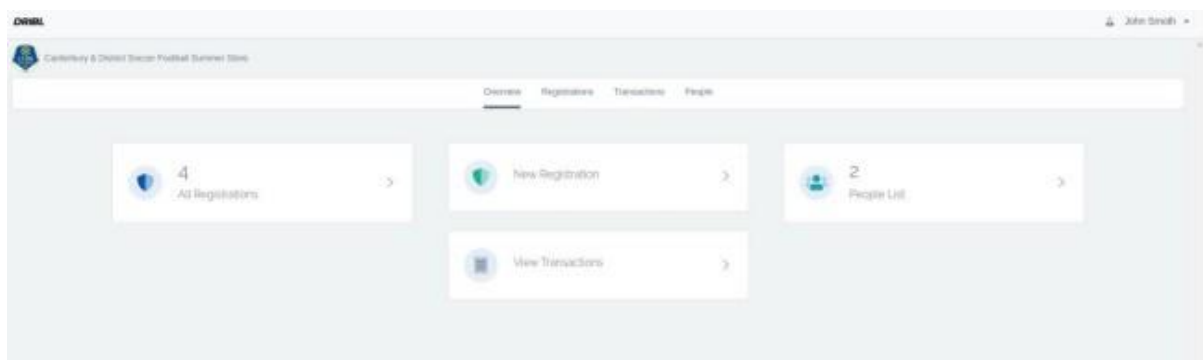 DRIBL
John Smith
Canterbury & District Soccer Football Summer Store
Overview Registrations Transactions People
4
All Registrations
New Registration
2
People List
View Transactions